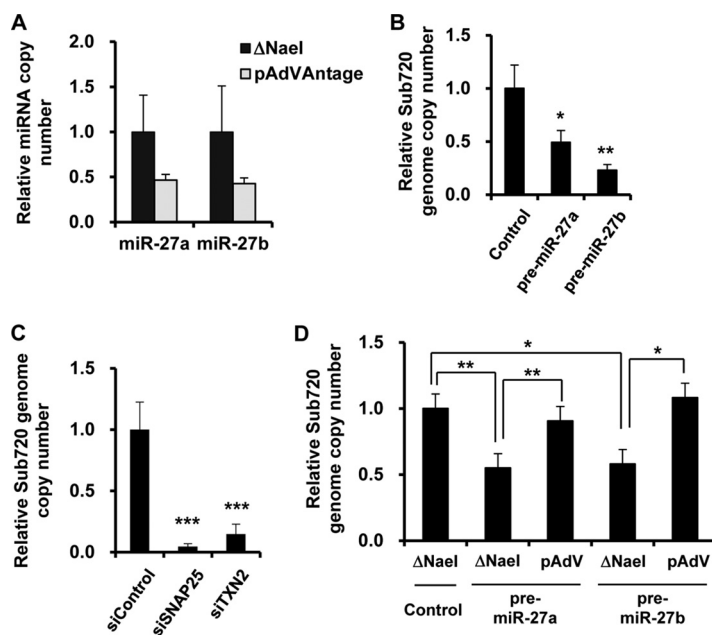 A
Relative miRNA copy
number
2.0
1.5
1.0
0.5
0.0
ΔNaeI
pAdVAntage
miR-27a
miR-27b
B
Relative Sub720
genome copy number
1.5
1.0
0.5
0.0
*
**
Control
pre-miR-27a
pre-miR-27b
C
Relative Sub720 genome
copy number
1.5
1.0
0.5
0.0
***
***
siControl
siSNAP25
siTXN2
D
Relative Sub720
genome copy number
1.5
1.0
0.5
0.0
*
**
**
*
ΔNaeI ΔNaeI pAdV ΔNaeI pAdV
Control
pre-
miR-27a
pre-
miR-27b